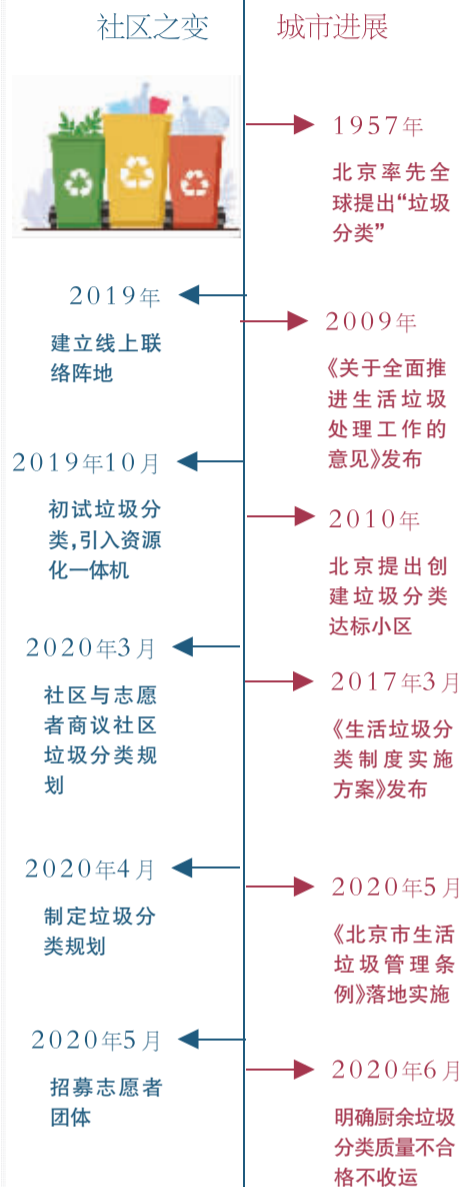 社区之变
城市进展
1957年
北京率先全
球提出“垃圾
分类”
2019年
建立线上联
络阵地
2009年
《关于全面推
进生活垃圾
处理工作的
意见》发布
2019年10月
初试垃圾分
类,引入资源
化一体机
2010年
北京提出创
建垃圾分类
达标小区
2020年3月
社区与志愿
者商议社区
垃圾分类规
划
2017年3月
《生活垃圾分
类制度实施
方案》发布
2020年4月
制定垃圾分
类规划
2020年5月
《北京市生活
垃圾管理条
例》落地实施
2020年5月
招募志愿者
团体
2020年6月
明确厨余垃圾
分类质量不合
格不收运